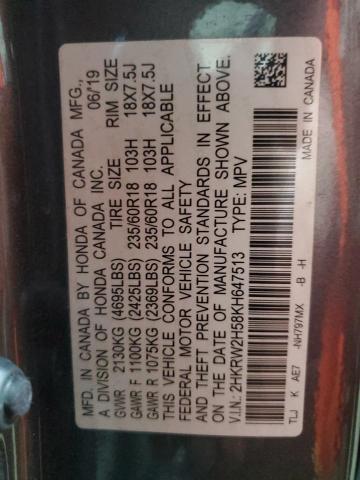 MFD. IN CANADA BY HONDA OF CANADA MFG.,
A DIVISION OF HONDA CANADA INC. 06/19
TIRE SIZE RIM SIZE
GVWR 2130KG (4695LBS)
GAWR F 1100KG (2425LBS) 235/60R18 103H 18X7.5J
GAWR R 1075KG (2369LBS) 235/60R18 103H 18X7.5J
THIS VEHICLE CONFORMS TO ALL APPLICABLE
FEDERAL MOTOR VEHICLE SAFETY
AND THEFT PREVENTION STANDARDS IN EFFECT
ON THE DATE OF MANUFACTURE SHOWN ABOVE.
V.I.N.: 2HKRW2H58KH647513 TYPE: MPV
TLJ K AE7 -NH797MX -B -H MADE IN CANADA